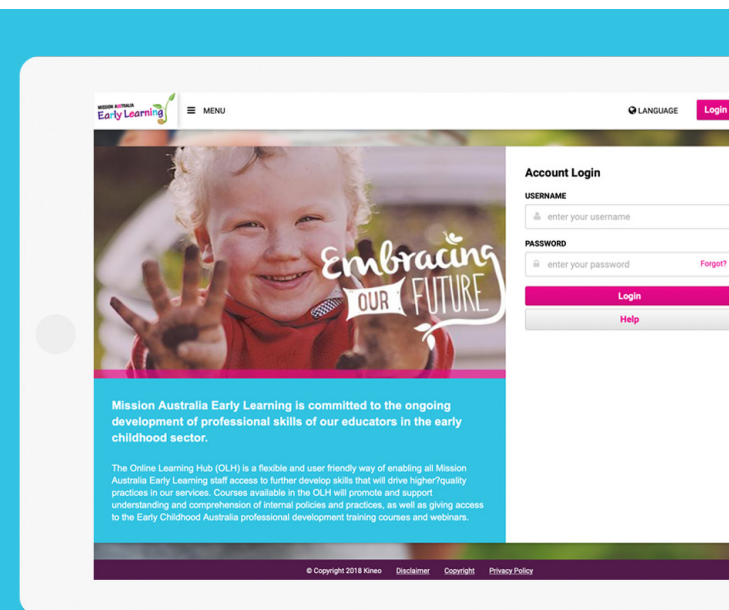 MISSION AUSTRALIA
Early Learning
MENU
LANGUAGE
Login
Embracing
OUR FUTURE
Account Login
USERNAME
enter your username
PASSWORD
enter your password Forgot?
Login
Help
Mission Australia Early Learning is committed to the ongoing
development of professional skills of our educators in the early
childhood sector.
The Online Learning Hub (OLH) is a flexible and user friendly way of enabling all Mission
Australia Early Learning staff access to further develop skills that will drive higher?quality
practices in our services. Courses available in the OLH will promote and support
understanding and comprehension of internal policies and practices, as well as giving access
to the Early Childhood Australia professional development training courses and webinars.
© Copyright 2018 Kineo Disclaimer Copyright Privacy Policy